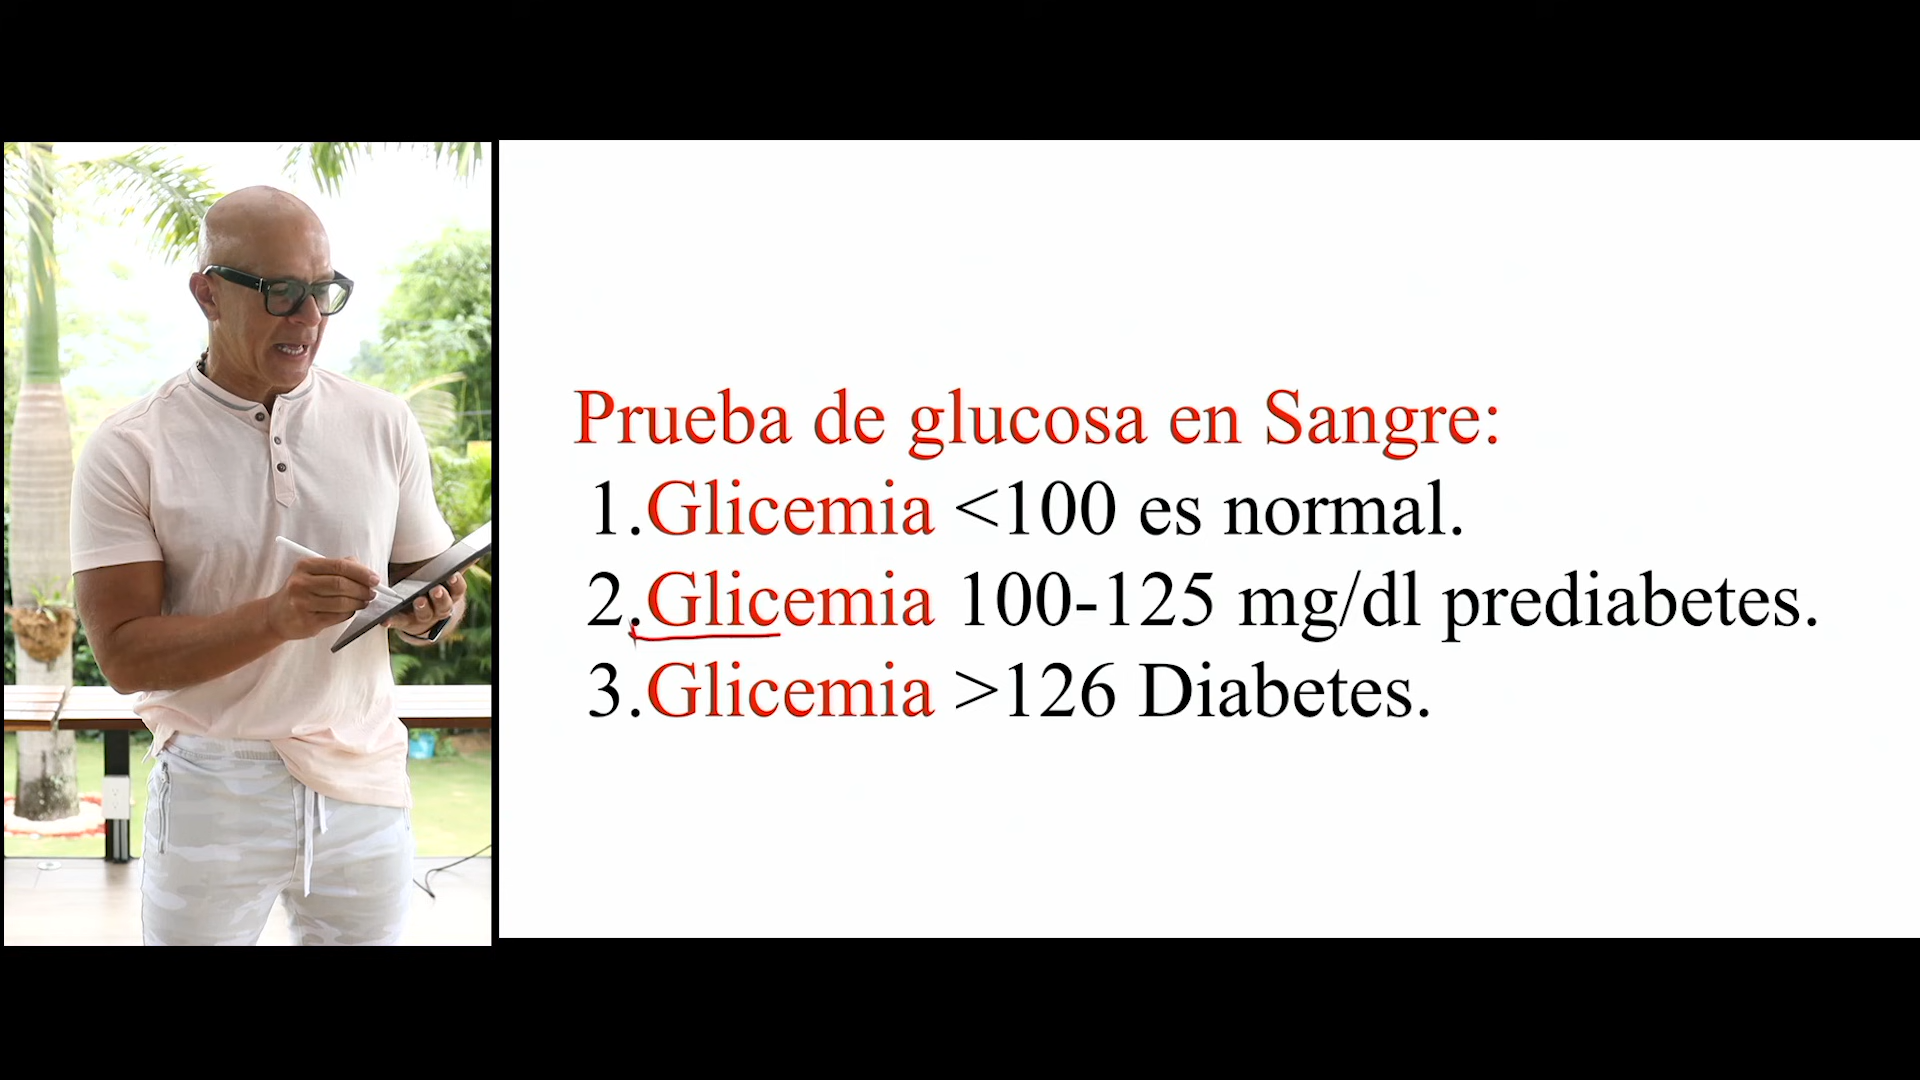 Prueba de glucosa en Sangre:
1.Glicemia <100 es normal.
2.Glicemia 100-125 mg/dl prediabetes.
3.Glicemia >126 Diabetes.